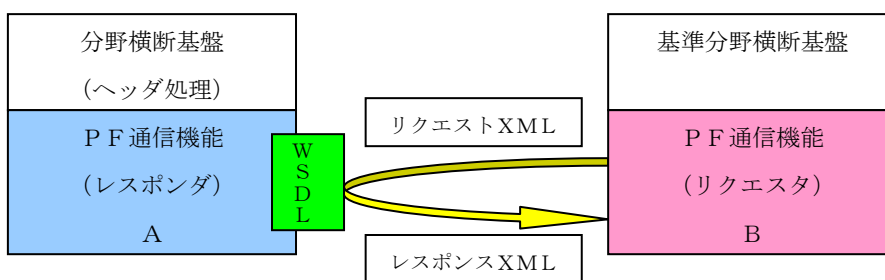 分野横断基盤
(ヘッダ処理)
ＰＦ通信機能
(レスポンダ)
Ａ
ＷＳＤＬ
リクエストＸＭＬ
レスポンスＸＭＬ
基準分野横断基盤
ＰＦ通信機能
(リクエスタ)
Ｂ